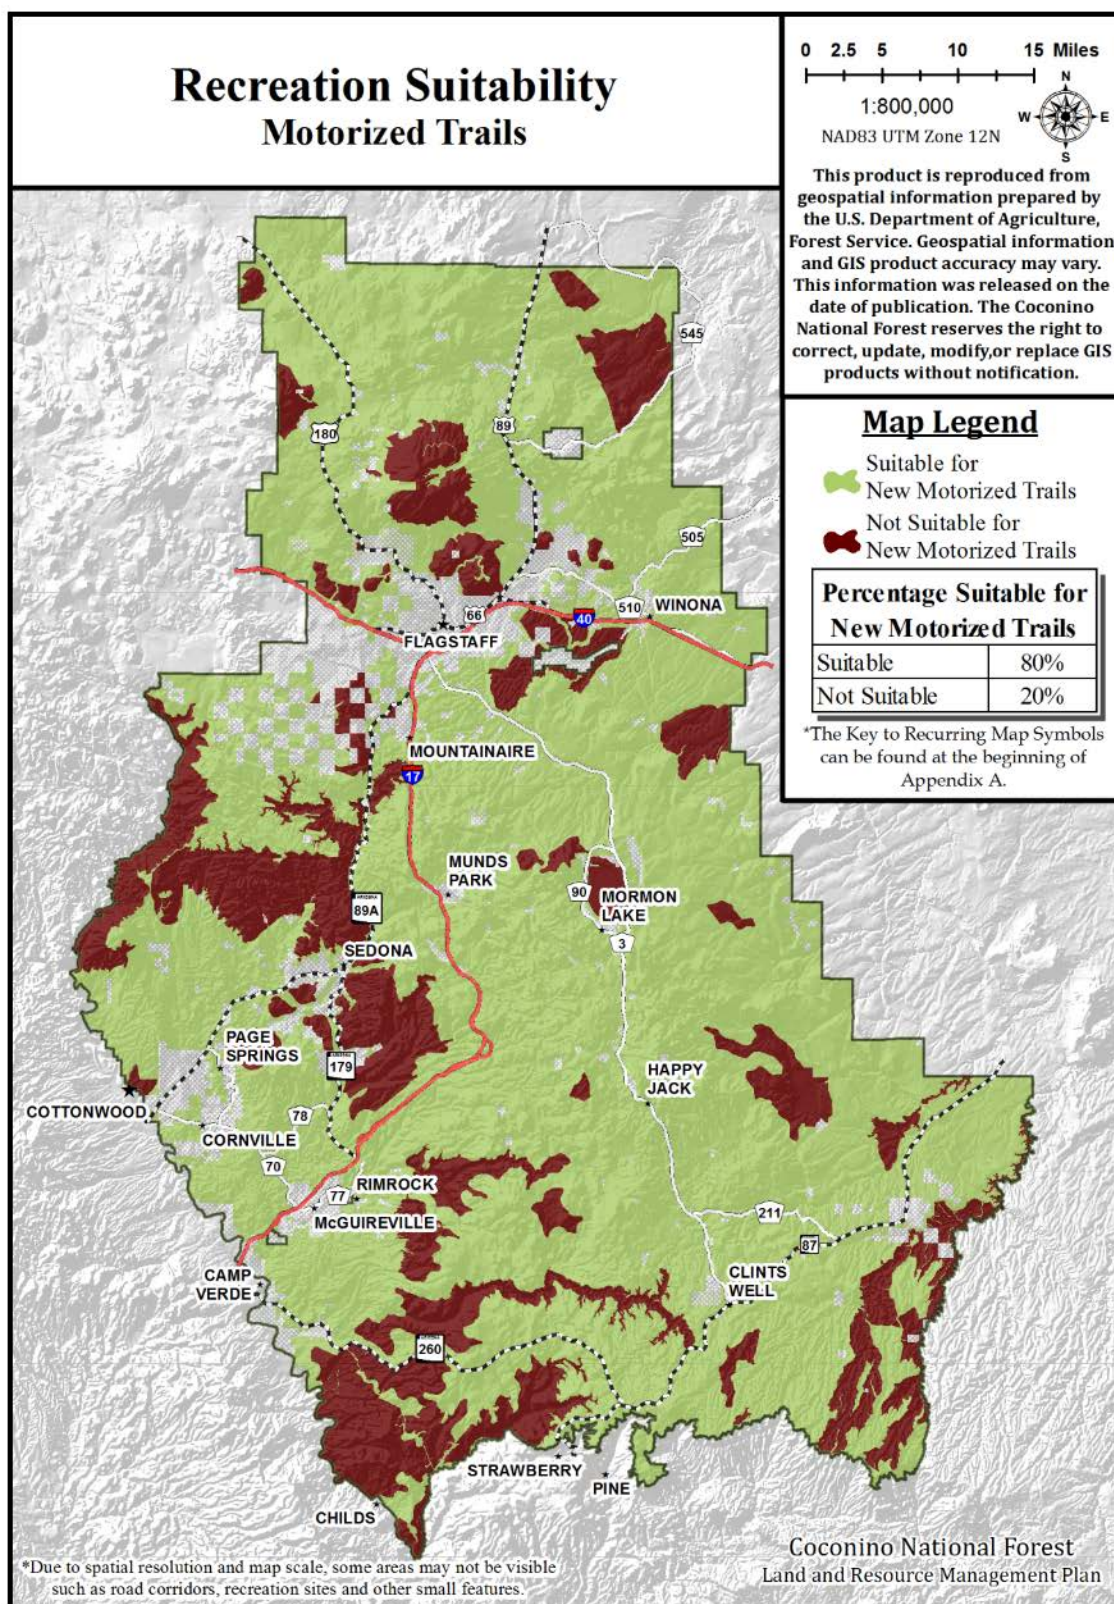 Recreation Suitability
Motorized Trails
0 2.5 5 10 15 Miles
1:800,000
NAD83 UTM Zone 12N
N
W E
S
This product is reproduced from
geospatial information prepared by
the U.S. Department of Agriculture,
Forest Service. Geospatial information
and GIS product accuracy may vary.
This information was released on the
date of publication. The Coconino
National Forest reserves the right to
correct, update, modify,or replace GIS
products without notification.
Map Legend
Suitable for
New Motorized Trails
Not Suitable for
New Motorized Trails
Percentage Suitable for
New Motorized Trails
Suitable 80%
Not Suitable 20%
*The Key to Recurring Map Symbols
can be found at the beginning of
Appendix A.
545
180
89
505
66
40
510
WINONA
FLAGSTAFF
MOUNTAINAIRE
17
MUNDS
PARK
90
MORMON
LAKE
ARIZONA
89A
3
SEDONA
PAGE
SPRINGS
ARIZONA
179
HAPPY
JACK
COTTONWOOD
78
CORNVILLE
70
RIMROCK
77
McGUIREVILLE
211
87
CAMP
VERDE
CLINTS
WELL
260
STRAWBERRY
PINE
CHILDS
*Due to spatial resolution and map scale, some areas may not be visible
such as road corridors, recreation sites and other small features.
Coconino National Forest
Land and Resource Management Plan